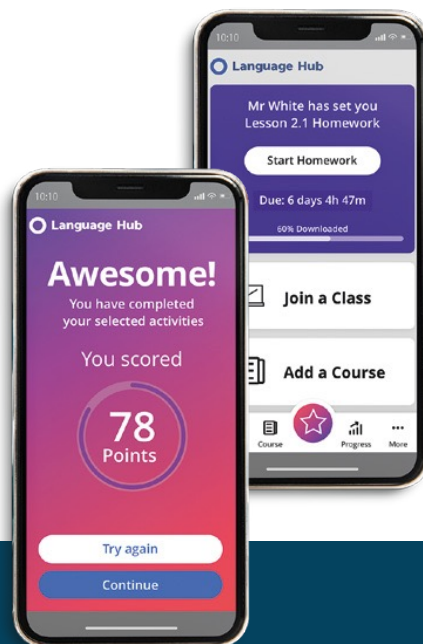 10:10
Language Hub
Mr White has set you
Lesson 2.1 Homework
Start Homework
Due: 6 days 4h 47m
60% Downloaded
Join a Class
Add a Course
Course
Progress
More
10:10
Language Hub
Awesome!
You have completed
your selected activities
You scored
78
Points
Try again
Continue